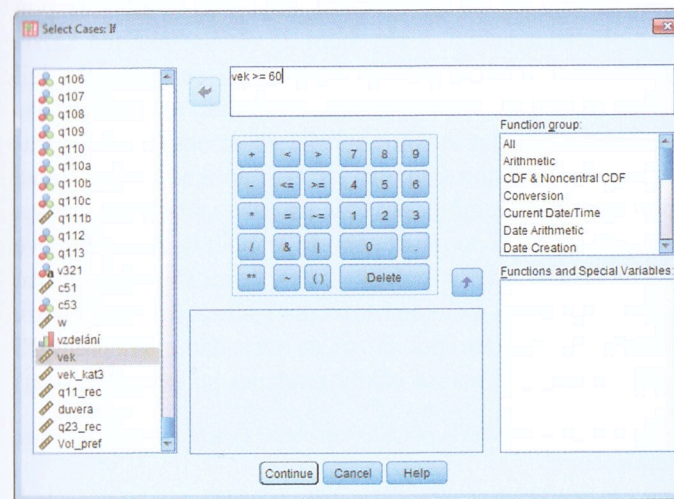 Select Cases: If
q106
q107
q108
q109
q110
q110a
q110b
q110c
q111b
q112
q113
v321
c51
c53
w
vzdelání
vek
vek_kat3
q11_rec
duvera
q23_rec
Vol_pref
vek >= 60
+ < > 7 8 9
- <= >= 4 5 6
* = ~= 1 2 3
/ & | 0 .
** ~ ( ) Delete
Function group:
All
Arithmetic
CDF & Noncentral CDF
Conversion
Current Date/Time
Date Arithmetic
Date Creation
Functions and Special Variables:
Continue Cancel Help